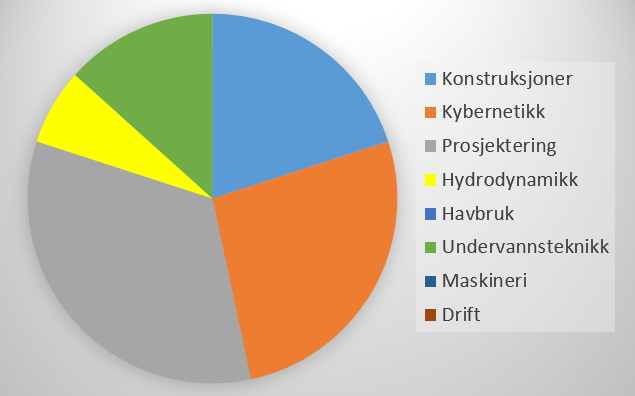 Konstruksjoner
Kybernetikk
Prosjektering
Hydrodynamikk
Havbruk
Undervannsteknikk
Maskineri
Drift